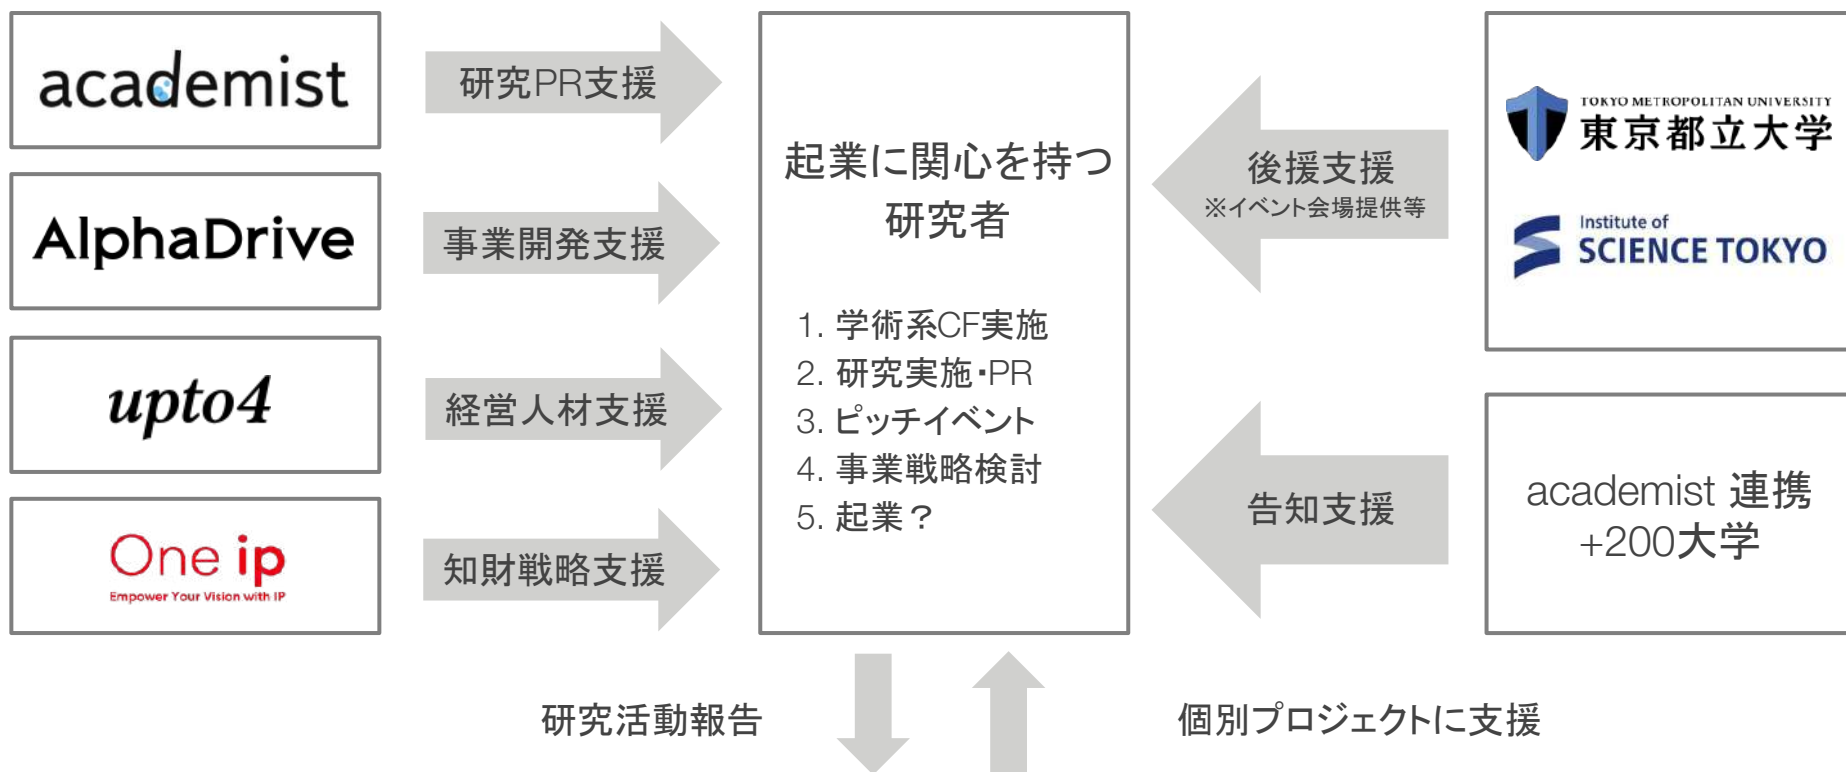 academist
研究PR支援
AlphaDrive
事業開発支援
upto4
経営人材支援
One ip
Empower Your Vision with IP
知財戦略支援
起業に関心を持つ
研究者
1. 学術系CF実施
2. 研究実施・PR
3. ピッチイベント
4. 事業戦略検討
5. 起業？
後援支援
※イベント会場提供等
TOKYO METROPOLITAN UNIVERSITY
東京都立大学
Institute of
SCIENCE TOKYO
告知支援
academist 連携
+200大学
研究活動報告
個別プロジェクトに支援